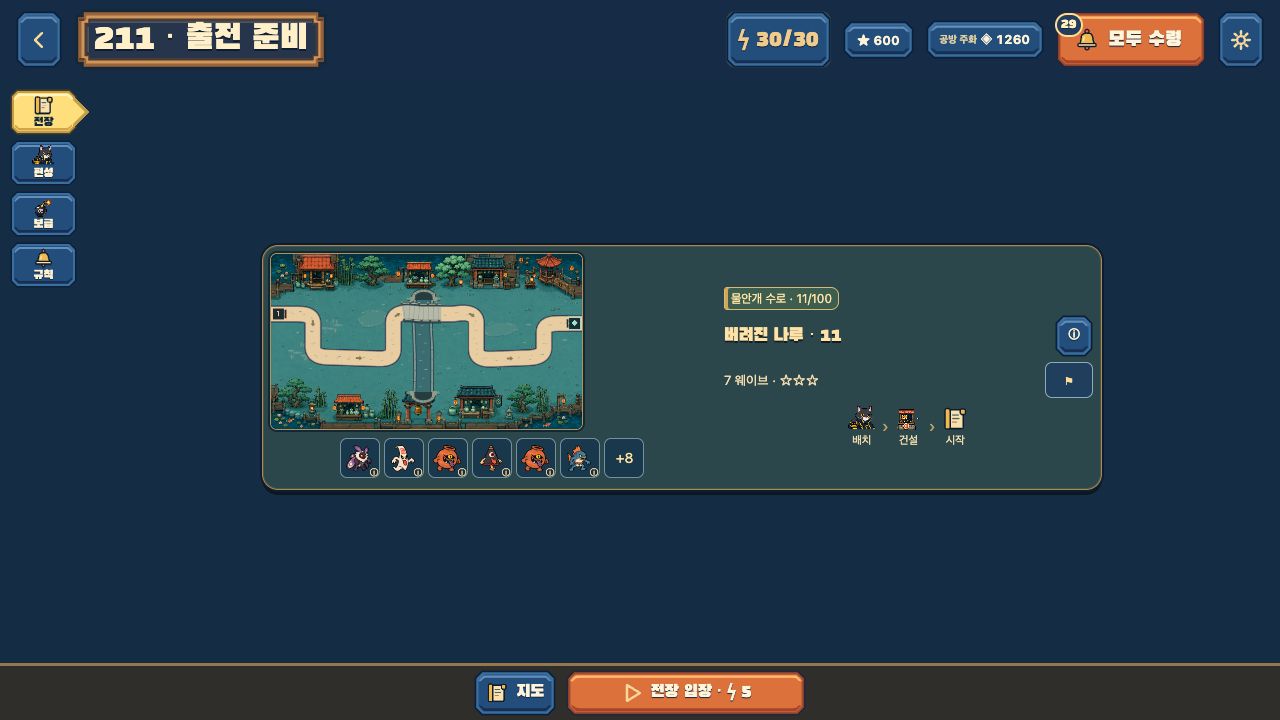 211 · 출전 준비
30/30
★ 600
공방 주화 ◈ 1260
29
모두 수령
전장
편성
보급
규칙
1
물안개 수로 · 11/100
버려진 나루 · 11
7 웨이브 · ☆☆☆
배치 › 건설 › 시작
+8
지도
전장 입장 · ϟ 5